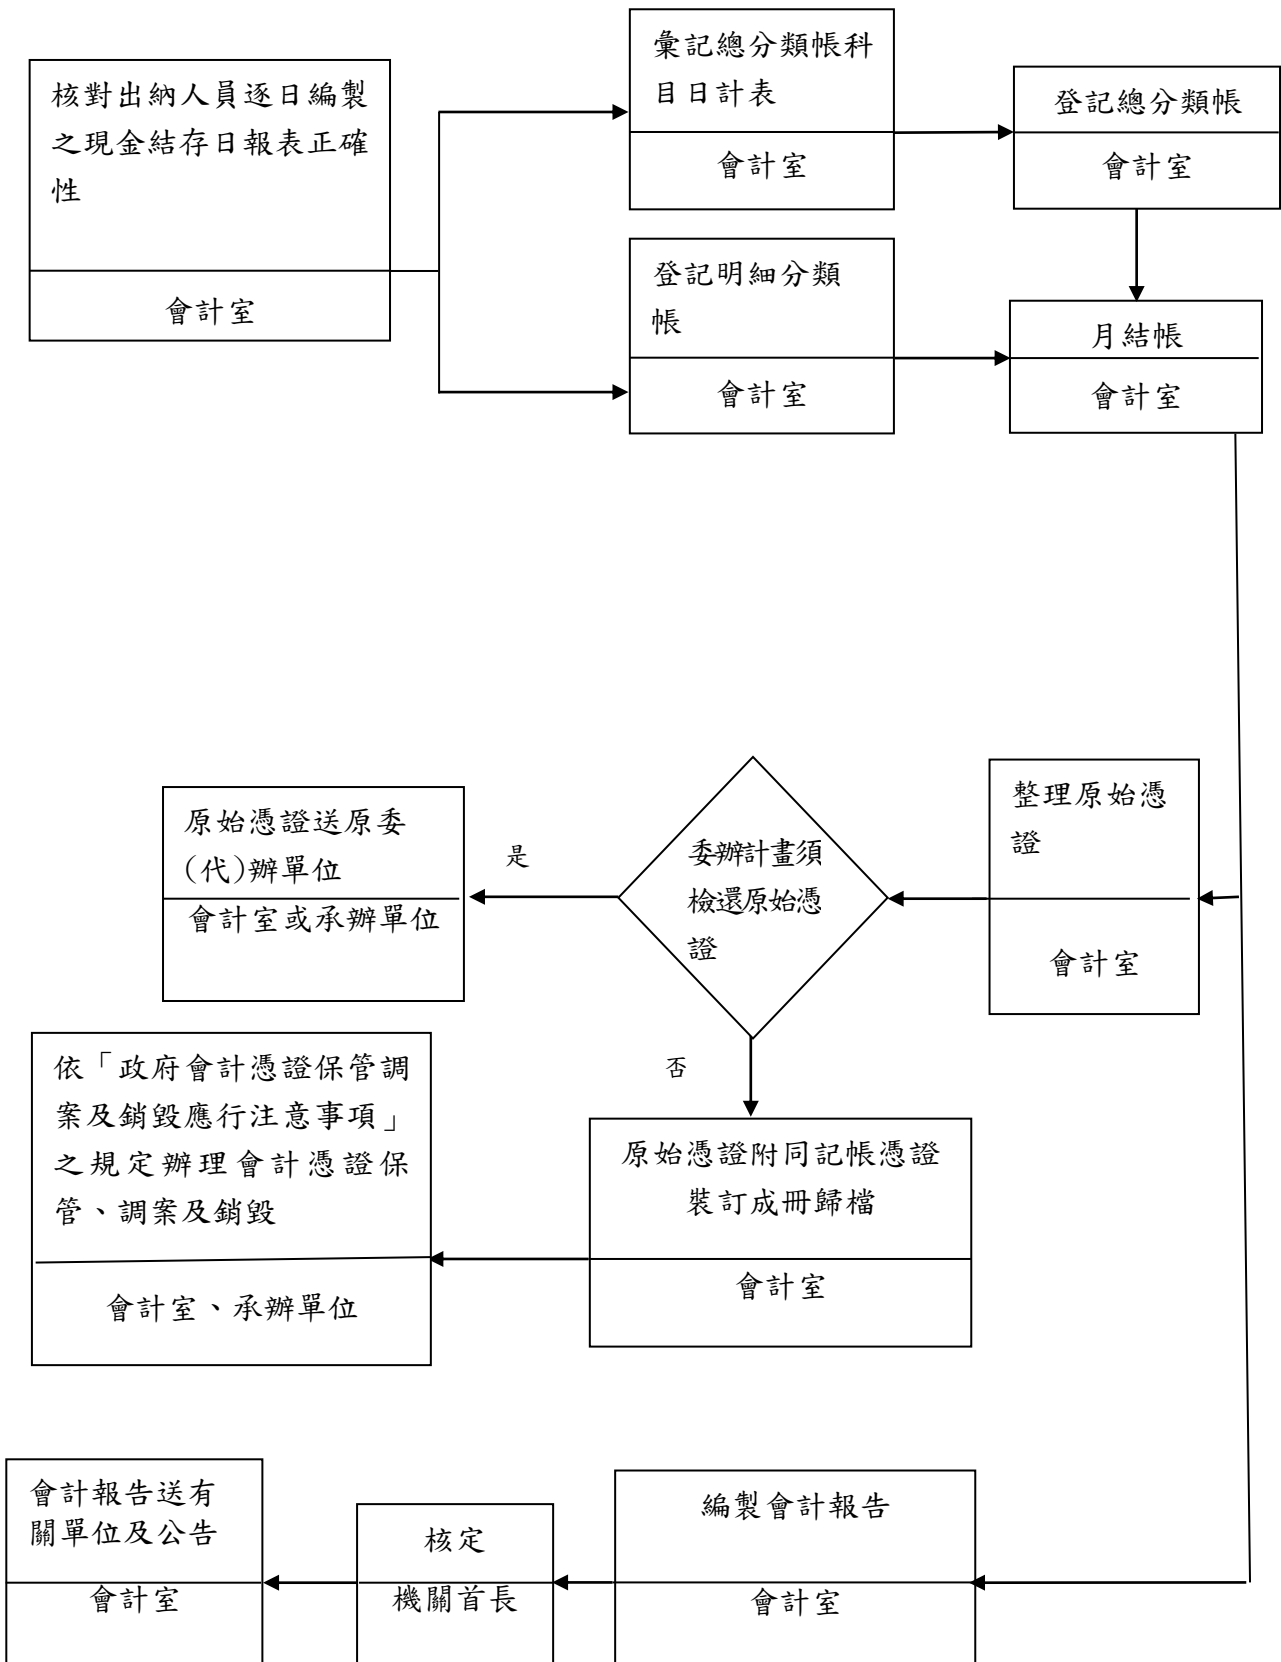 核對出納人員逐日編製
之現金結存日報表正確
性
會計室
彙記總分類帳科
目日計表
會計室
登記總分類帳
會計室
登記明細分類
帳
會計室
月結帳
會計室
整理原始憑
證
會計室
委辦計畫須
檢還原始憑
證
是
原始憑證送原委
(代)辦單位
會計室或承辦單位
否
原始憑證附同記帳憑證
裝訂成冊歸檔
會計室
依「政府會計憑證保管調
案及銷毀應行注意事項」
之規定辦理會計憑證保
管、調案及銷毀
會計室、承辦單位
編製會計報告
會計室
核定
機關首長
會計報告送有
關單位及公告
會計室